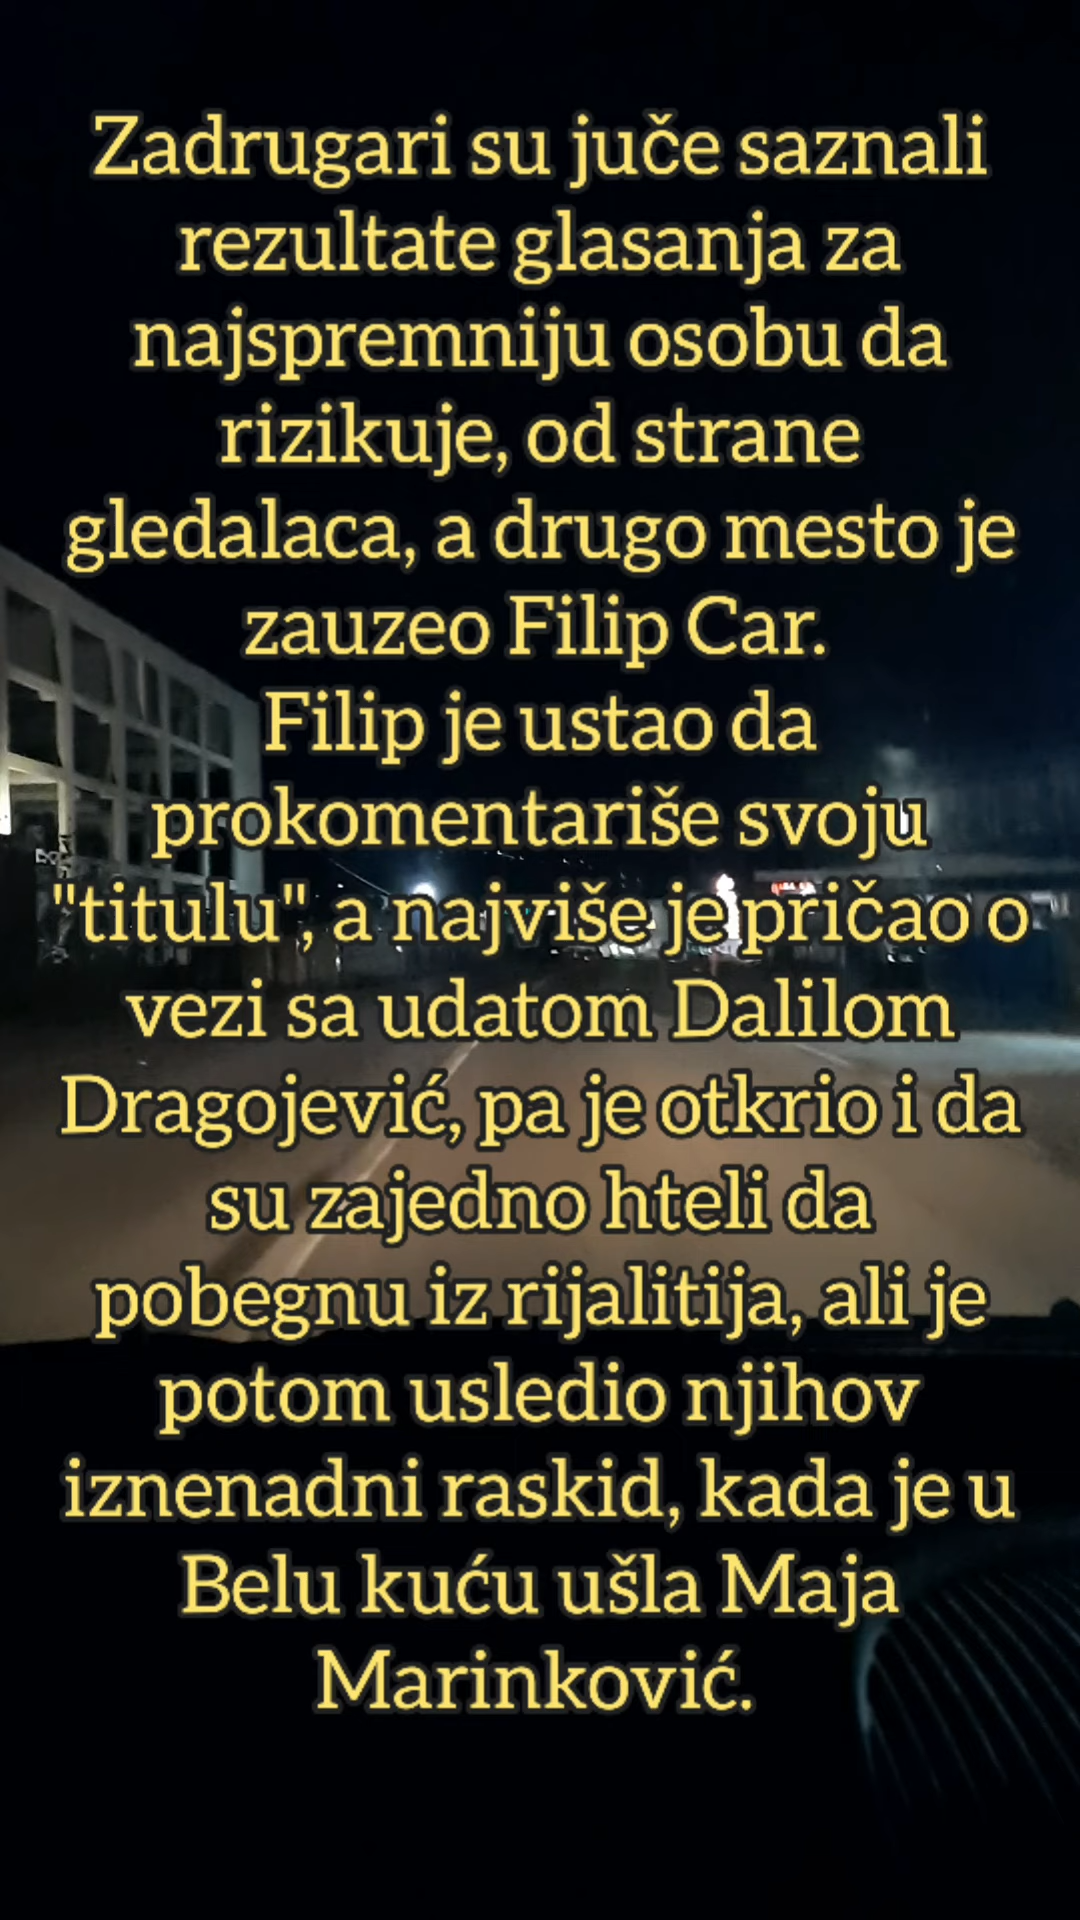 Zadrugari su juče saznali
rezultate glasanja za
najspremniju osobu da
rizikuje, od strane
gledalaca, a drugo mesto je
zauzeo Filip Car.
Filip je ustao da
prokomentariše svoju
"titulu", a najviše je pričao o
vezi sa udatom Dalilom
Dragojević, pa je otkrio i da
su zajedno hteli da
pobegnu iz rijalitija, ali je
potom usledio njihov
iznenadni raskid, kada je u
Belu kuću ušla Maja
Marinković.